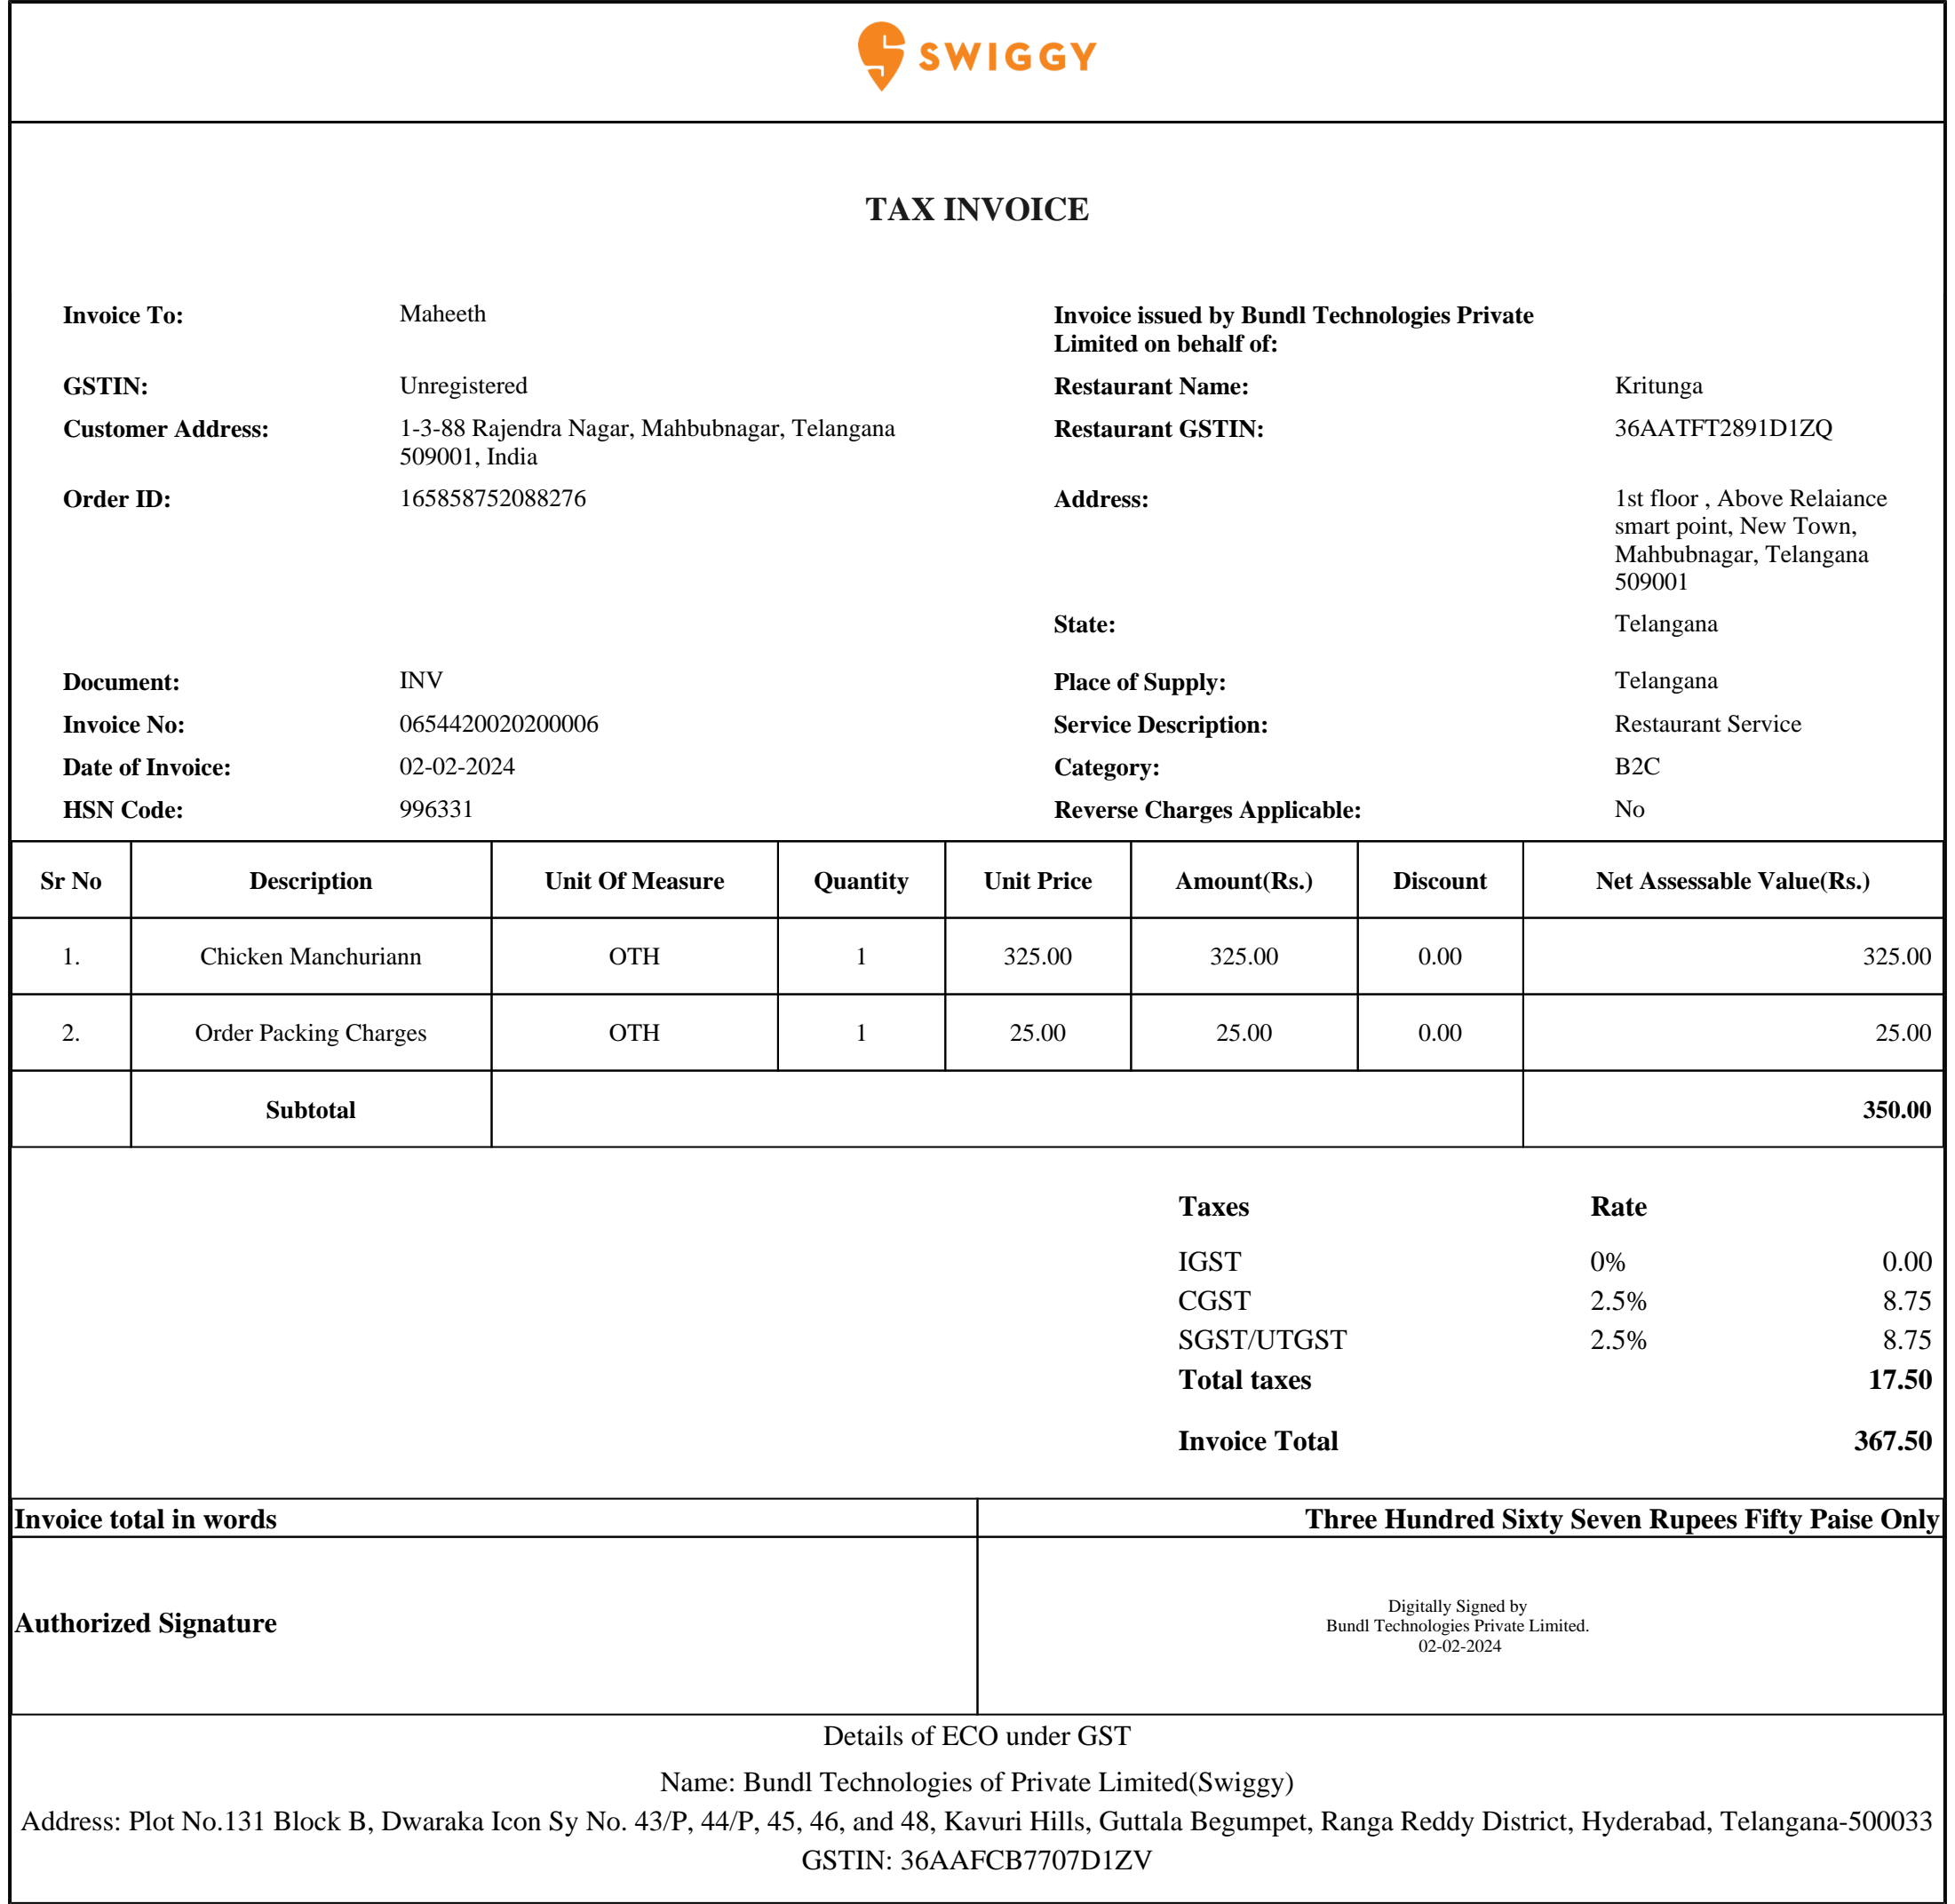 SWIGGY
TAX INVOICE
Invoice To: Maheeth
Invoice issued by Bundl Technologies Private
Limited on behalf of:
GSTIN: Unregistered
Restaurant Name: Kritunga
Customer Address: 1-3-88 Rajendra Nagar, Mahbubnagar, Telangana
509001, India
Restaurant GSTIN: 36AATFT2891D1ZQ
Order ID: 165858752088276
Address: 1st floor , Above Relaiance
smart point, New Town,
Mahbubnagar, Telangana
509001
State: Telangana
Document: INV
Place of Supply: Telangana
Invoice No: 0654420020200006
Service Description: Restaurant Service
Date of Invoice: 02-02-2024
Category: B2C
HSN Code: 996331
Reverse Charges Applicable: No
Sr No Description Unit Of Measure Quantity Unit Price Amount(Rs.) Discount Net Assessable Value(Rs.)
1. Chicken Manchuriann OTH 1 325.00 325.00 0.00 325.00
2. Order Packing Charges OTH 1 25.00 25.00 0.00 25.00
Subtotal 350.00
Taxes Rate
IGST 0% 0.00
CGST 2.5% 8.75
SGST/UTGST 2.5% 8.75
Total taxes 17.50
Invoice Total 367.50
Invoice total in words Three Hundred Sixty Seven Rupees Fifty Paise Only
Authorized Signature
Digitally Signed by
Bundl Technologies Private Limited.
02-02-2024
Details of ECO under GST
Name: Bundl Technologies of Private Limited(Swiggy)
Address: Plot No.131 Block B, Dwaraka Icon Sy No. 43/P, 44/P, 45, 46, and 48, Kavuri Hills, Guttala Begumpet, Ranga Reddy District, Hyderabad, Telangana-500033
GSTIN: 36AAFCB7707D1ZV